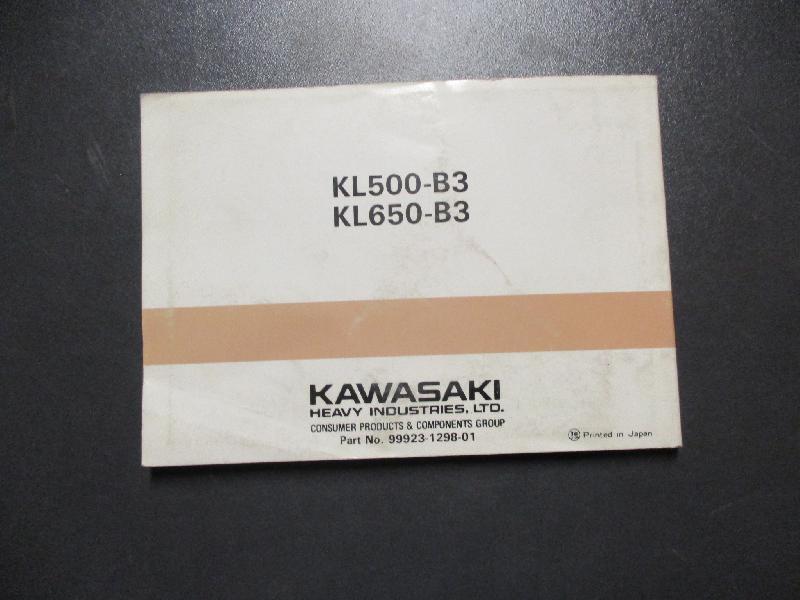 KL500-B3
KL650-B3
KAWASAKI
HEAVY INDUSTRIES, LTD.
CONSUMER PRODUCTS & COMPONENTS GROUP
Part No. 99923-1298-01
Printed in Japan